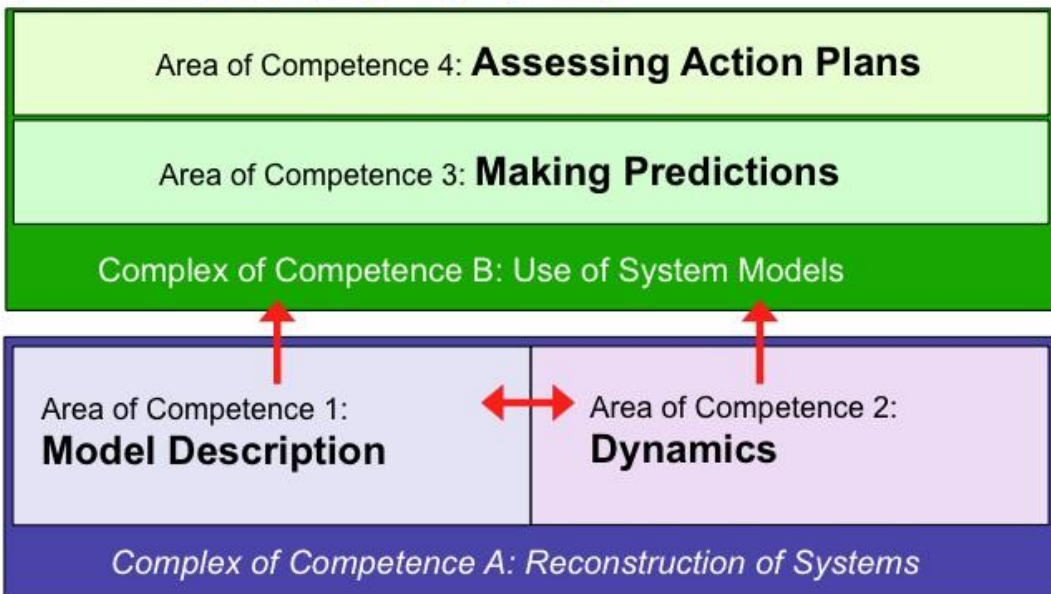 Area of Competence 4: Assessing Action Plans
Area of Competence 3: Making Predictions
Complex of Competence B: Use of System Models
Area of Competence 1:
Model Description
Area of Competence 2:
Dynamics
Complex of Competence A: Reconstruction of Systems